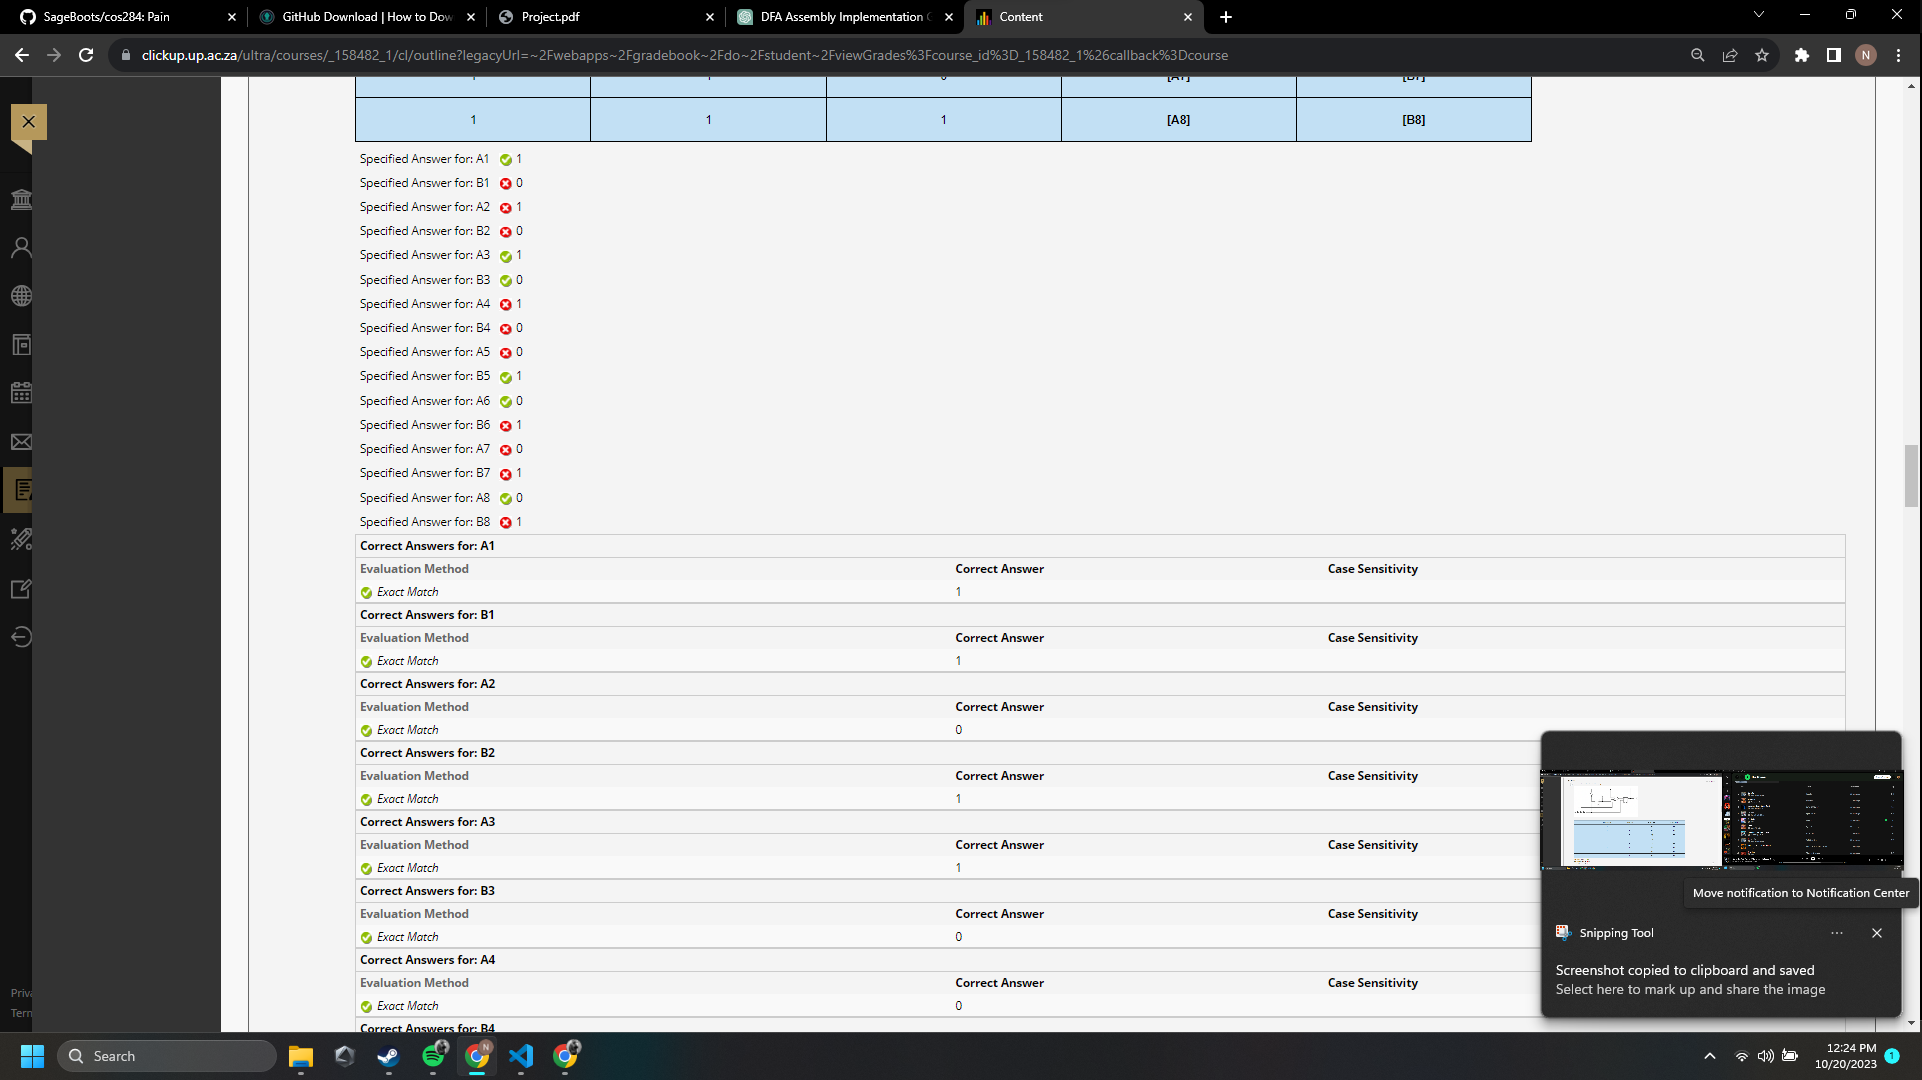 SageBoots/cos284: Pain
GitHub Download | How to Dow
Project.pdf
DFA Assembly Implementation
Content
clickup.up.ac.za/ultra/courses/_158482_1/cl/outline?legacyUrl=~2Fwebapps~2Fgradebook~2Fdo~2Fstudent~2FviewGrades%3Fcourse_id%3D_158482_1%26callback%3Dcourse
N
1 1 1 [A8] [B8]
Specified Answer for: A1 1
Specified Answer for: B1 0
Specified Answer for: A2 1
Specified Answer for: B2 0
Specified Answer for: A3 1
Specified Answer for: B3 0
Specified Answer for: A4 1
Specified Answer for: B4 0
Specified Answer for: A5 0
Specified Answer for: B5 1
Specified Answer for: A6 0
Specified Answer for: B6 1
Specified Answer for: A7 0
Specified Answer for: B7 1
Specified Answer for: A8 0
Specified Answer for: B8 1
Correct Answers for: A1
Evaluation Method Correct Answer Case Sensitivity
Exact Match 1
Correct Answers for: B1
Evaluation Method Correct Answer Case Sensitivity
Exact Match 1
Correct Answers for: A2
Evaluation Method Correct Answer Case Sensitivity
Exact Match 0
Correct Answers for: B2
Evaluation Method Correct Answer Case Sensitivity
Exact Match 1
Correct Answers for: A3
Evaluation Method Correct Answer Case Sensitivity
Exact Match 1
Correct Answers for: B3
Evaluation Method Correct Answer Case Sensitivity
Exact Match 0
Correct Answers for: A4
Evaluation Method Correct Answer Case Sensitivity
Exact Match 0
Correct Answers for: B4
Priva
Term
Move notification to Notification Center
Snipping Tool
Screenshot copied to clipboard and saved
Select here to mark up and share the image
Search
N
12:24 PM
10/20/2023
1